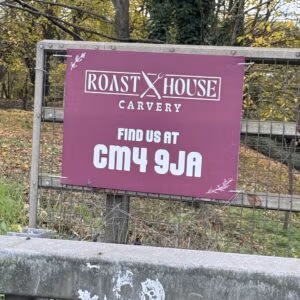 ROAST HOUSE
CARVERY
FIND US AT
CM4 9JA